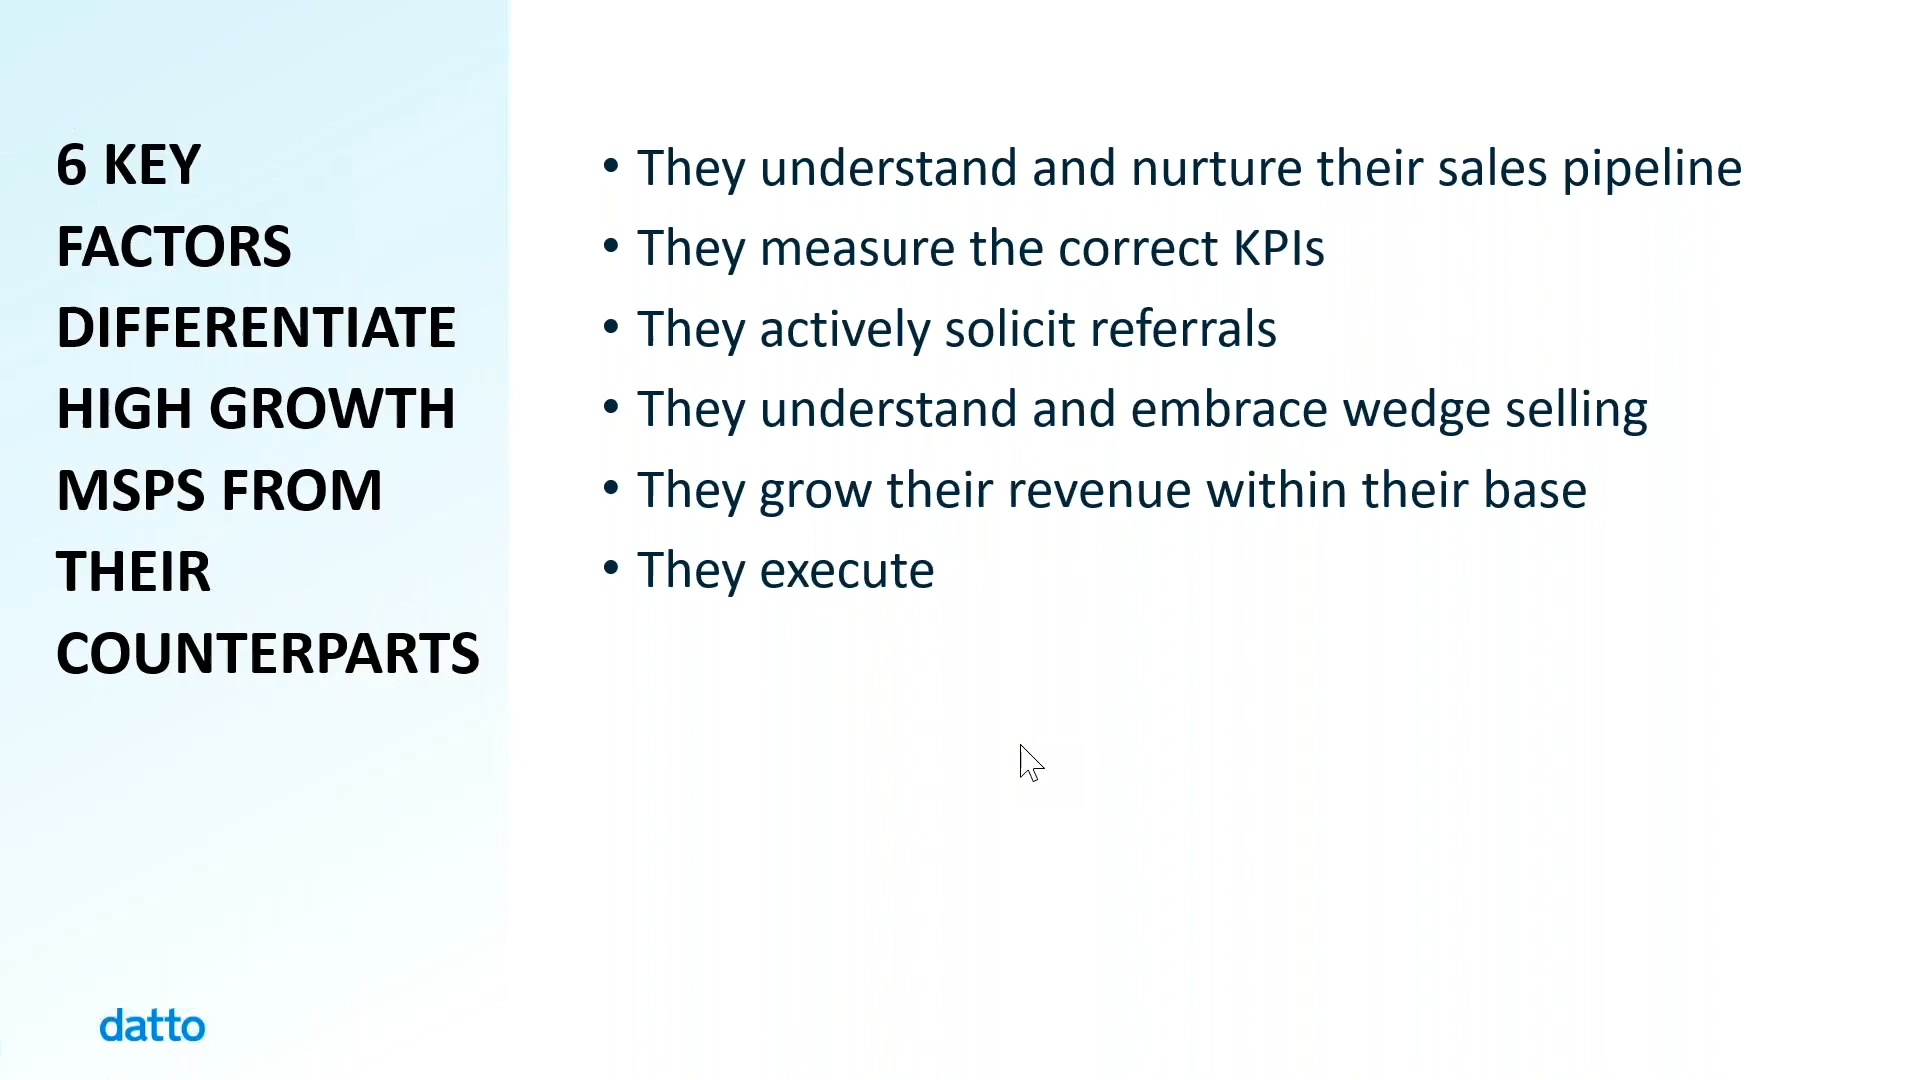 6 KEY
FACTORS
DIFFERENTIATE
HIGH GROWTH
MSPS FROM
THEIR
COUNTERPARTS
• They understand and nurture their sales pipeline
• They measure the correct KPIs
• They actively solicit referrals
• They understand and embrace wedge selling
• They grow their revenue within their base
• They execute
datto